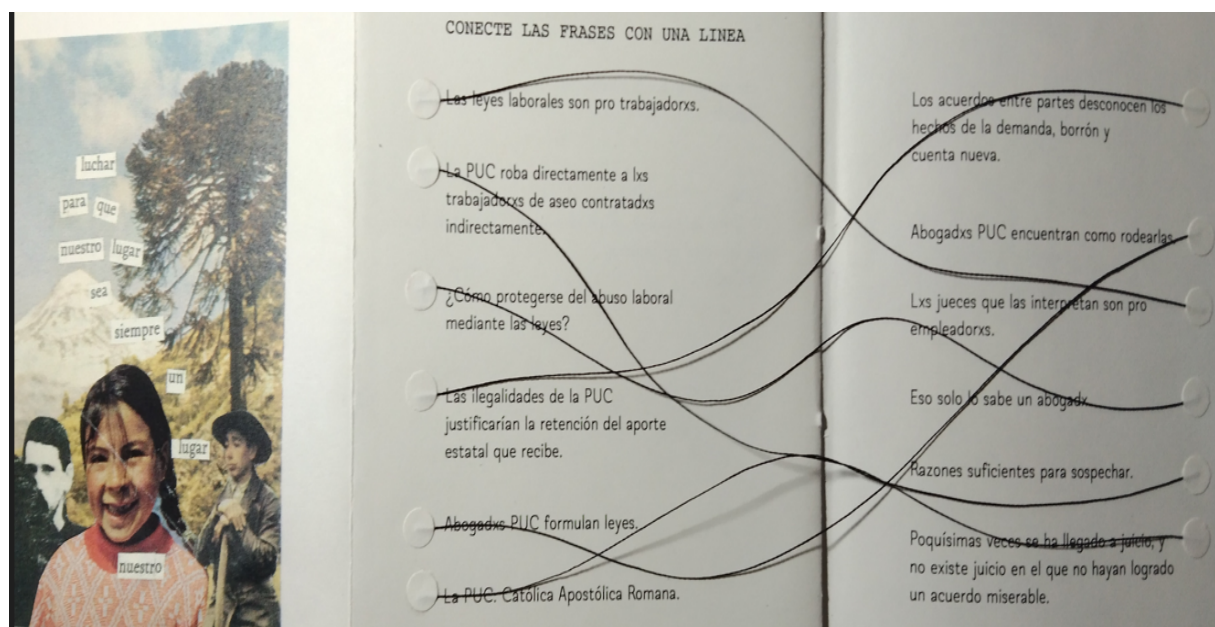 luchar
para que
nuestro lugar
sea
siempre
un
lugar
nuestro
CONECTE LAS FRASES CON UNA LINEA
Las leyes laborales son pro trabajadorxs.
La PUC roba directamente a lxs
trabajadorxs de aseo contratadxs
indirectamente.
¿Cómo protegerse del abuso laboral
mediante las leyes?
Las ilegalidades de la PUC
justificarían la retención del aporte
estatal que recibe.
Abogadxs PUC formulan leyes.
La PUC. Católica Apostólica Romana.
Los acuerdos entre partes desconocen los
hechos de la demanda, borrón y
cuenta nueva.
Abogadxs PUC encuentran como rodearlas.
Lxs jueces que las interpretan son pro
empleadorxs.
Eso solo lo sabe un abogadx.
Razones suficientes para sospechar.
Poquísimas veces se ha llegado a juicio, y
no existe juicio en el que no hayan logrado
un acuerdo miserable.